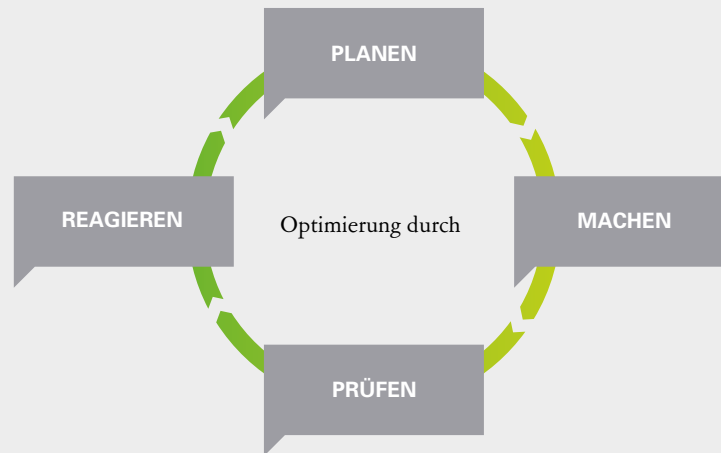 PLANEN
REAGIEREN
Optimierung durch
MACHEN
PRÜFEN